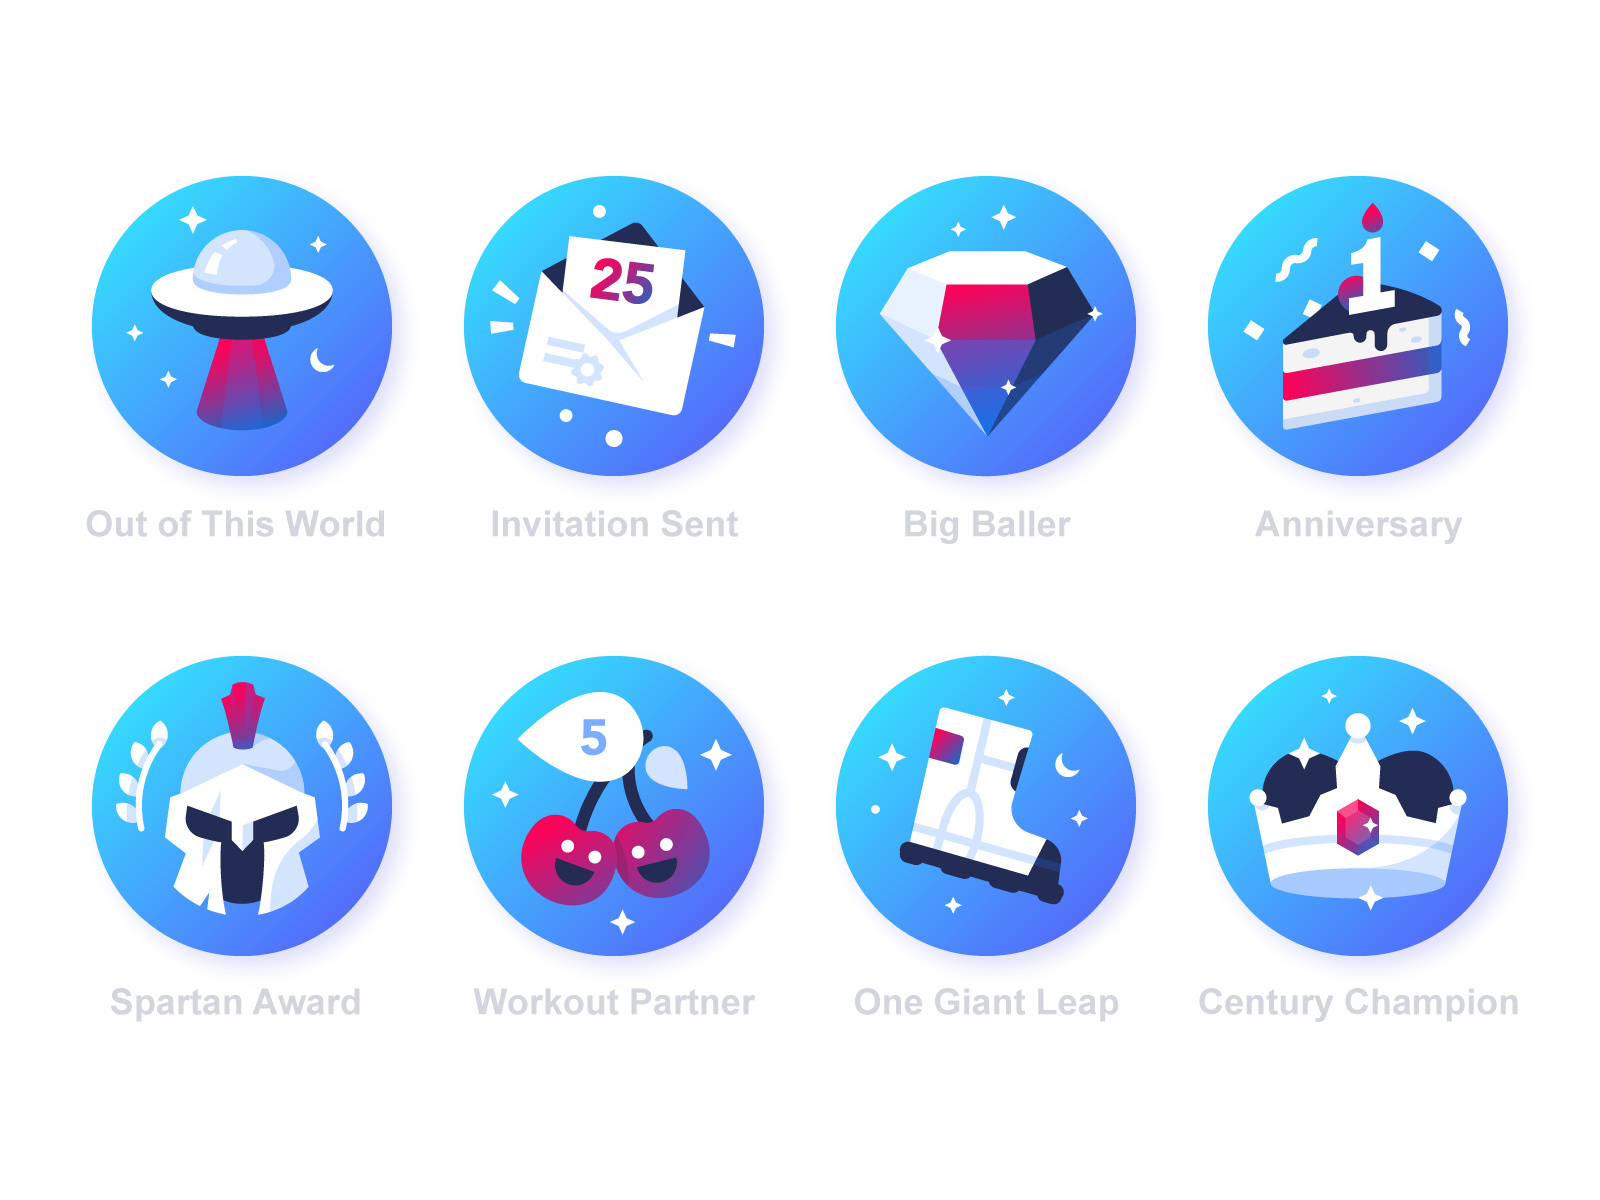 25
1
Out of This World
Invitation Sent
Big Baller
Anniversary
5
Spartan Award
Workout Partner
One Giant Leap
Century Champion